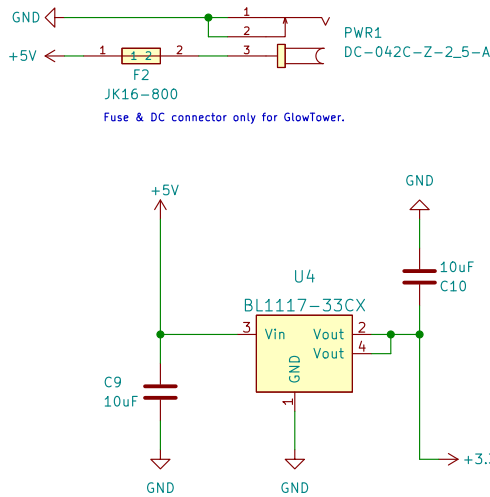 GND
1
2
PWR1
DC-042C-Z-2_5-A
+5V
1
1 2
2
3
F2
JK16-800
Fuse & DC connector only for GlowTower.
+5V
GND
10uF
C10
U4
BL1117-33CX
3
Vin
Vout
2
Vout
4
GND
1
C9
10uF
+3.
GND
GND